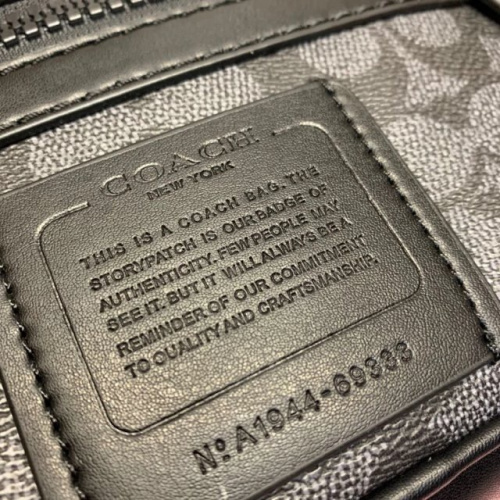 COACH
NEW YORK
THIS IS A COACH BAG. THE
STORYPATCH IS OUR BADGE OF
AUTHENTICITY. FEW PEOPLE MAY
SEE IT. BUT IT WILL ALWAYS BE A
REMINDER OF OUR COMMITMENT
TO QUALITY AND CRAFTSMANSHIP.
Nº A1944-69338